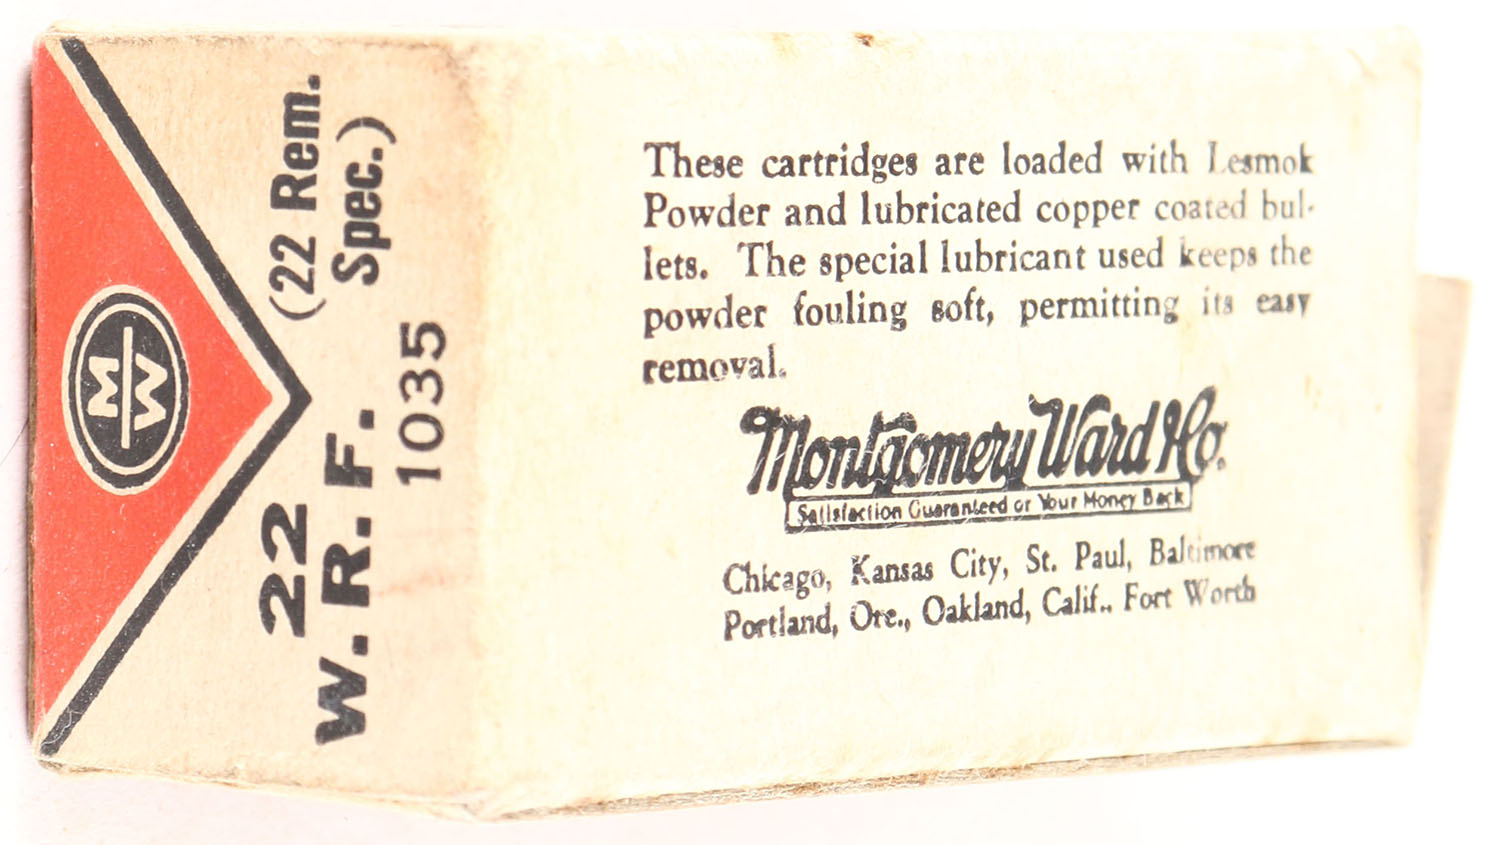 M W
22
W. R. F.
(22 Rem.
Spec.)
1035
These cartridges are loaded with Lesmok
Powder and lubricated copper coated bul-
lets. The special lubricant used keeps the
powder fouling soft, permitting its easy
removal.
Montgomery Ward & Co.
Satisfaction Guaranteed or Your Money Back
Chicago, Kansas City, St. Paul, Baltimore
Portland, Ore., Oakland, Calif., Fort Worth